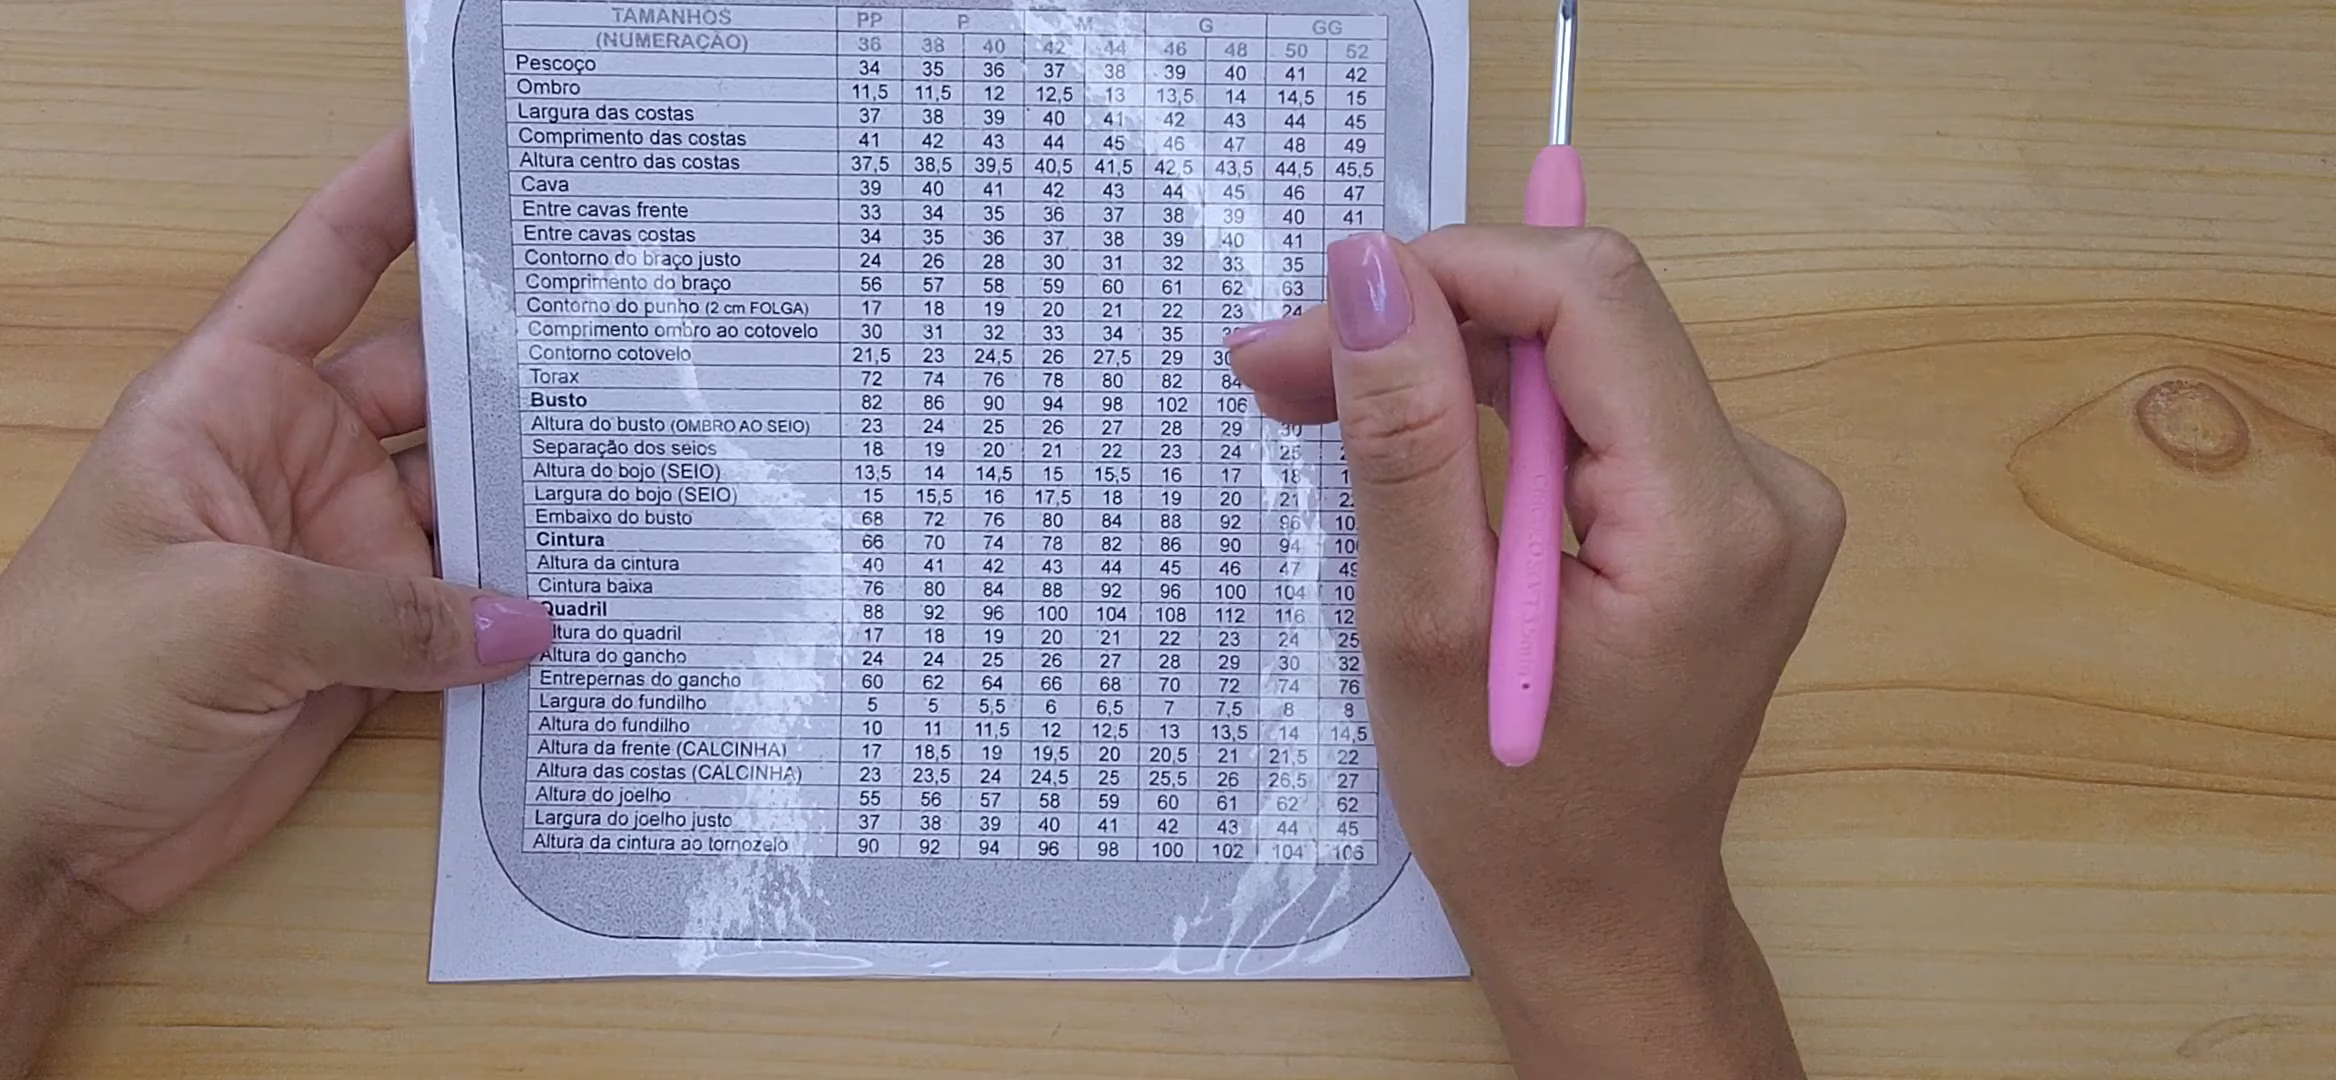 TAMANHOS PP P M G GG
(NUMERAÇÃO) 36 38 40 42 44 46 48 50 52
Pescoço 34 35 36 37 38 39 40 41 42
Ombro 11,5 11,5 12 12,5 13 13,5 14 14,5 15
Largura das costas 37 38 39 40 41 42 43 44 45
Comprimento das costas 41 42 43 44 45 46 47 48 49
Altura centro das costas 37,5 38,5 39,5 40,5 41,5 42,5 43,5 44,5 45,5
Cava 39 40 41 42 43 44 45 46 47
Entre cavas frente 33 34 35 36 37 38 39 40 41
Entre cavas costas 34 35 36 37 38 39 40 41
Contorno do braço justo 24 26 28 30 31 32 33 35
Comprimento do braço 56 57 58 59 60 61 62 63
Contorno do punho (2 cm FOLGA) 17 18 19 20 21 22 23 24
Comprimento ombro ao cotovelo 30 31 32 33 34 35
Contorno cotovelo 21,5 23 24,5 26 27,5 29 30
Torax 72 74 76 78 80 82 84
Busto 82 86 90 94 98 102 106
Altura do busto (OMBRO AO SEIO) 23 24 25 26 27 28 29 30
Separação dos seios 18 19 20 21 22 23 24 25
Altura do bojo (SEIO) 13,5 14 14,5 15 15,5 16 17 18
Largura do bojo (SEIO) 15 15,5 16 17,5 18 19 20 21
Embaixo do busto 68 72 76 80 84 88 92 96 10
Cintura 66 70 74 78 82 86 90 94 10
Altura da cintura 40 41 42 43 44 45 46 47 49
Cintura baixa 76 80 84 88 92 96 100 104 10
Quadril 88 92 96 100 104 108 112 116 12
ltura do quadril 17 18 19 20 21 22 23 24 25
Altura do gancho 24 24 25 26 27 28 29 30 32
Entrepernas do gancho 60 62 64 66 68 70 72 74 76
Largura do fundilho 5 5 5,5 6 6,5 7 7,5 8 8
Altura do fundilho 10 11 11,5 12 12,5 13 13,5 14 14,5
Altura da frente (CALCINHA) 17 18,5 19 19,5 20 20,5 21 21,5 22
Altura das costas (CALCINHA) 23 23,5 24 24,5 25 25,5 26 26,5 27
Altura do joelho 55 56 57 58 59 60 61 62 62
Largura do joelho justo 37 38 39 40 41 42 43 44 45
Altura da cintura ao tornozelo 90 92 94 96 98 100 102 104 106